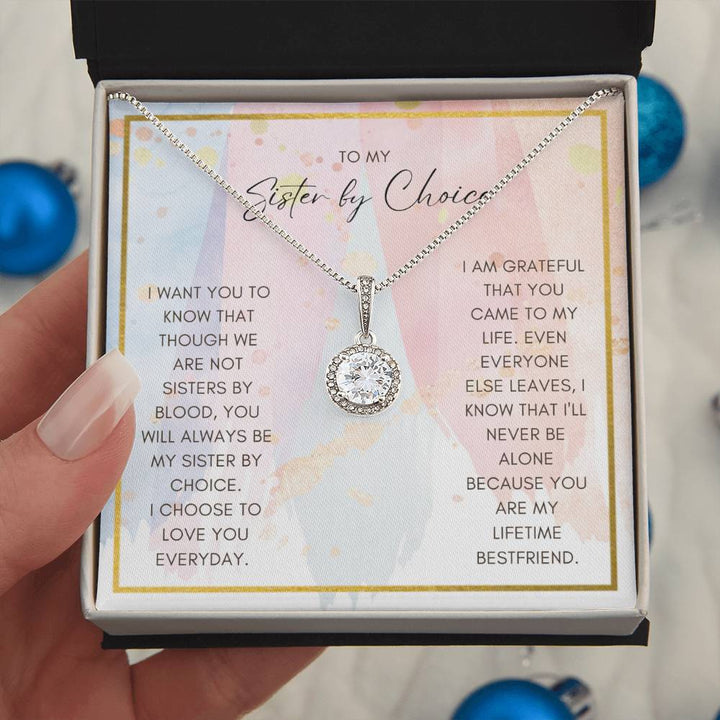 TO MY
Sister by Choice
I WANT YOU TO
KNOW THAT
THOUGH WE
ARE NOT
SISTERS BY
BLOOD, YOU
WILL ALWAYS BE
MY SISTER BY
CHOICE.
I CHOOSE TO
LOVE YOU
EVERYDAY.
I AM GRATEFUL
THAT YOU
CAME TO MY
LIFE. EVEN
EVERYONE
ELSE LEAVES, I
KNOW THAT I'LL
NEVER BE
ALONE
BECAUSE YOU
ARE MY
LIFETIME
BESTFRIEND.